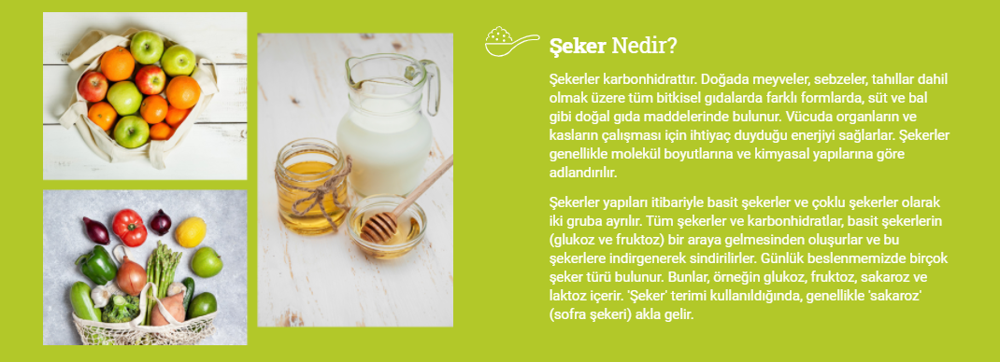 Şeker Nedir?
Şekerler karbonhidrattır. Doğada meyveler, sebzeler, tahıllar dahil
olmak üzere tüm bitkisel gıdalarda farklı formlarda, süt ve bal
gibi doğal gıda maddelerinde bulunur. Vücuda organların ve
kasların çalışması için ihtiyaç duyduğu enerjiyi sağlarlar. Şekerler
genellikle molekül boyutlarına ve kimyasal yapılarına göre
adlandırılır.
Şekerler yapıları itibariyle basit şekerler ve çoklu şekerler olarak
iki gruba ayrılır. Tüm şekerler ve karbonhidratlar, basit şekerlerin
(glukoz ve fruktoz) bir araya gelmesinden oluşurlar ve bu
şekerlere indirgenerek sindirilirler. Günlük beslenmemizde birçok
şeker türü bulunur. Bunlar, örneğin glukoz, fruktoz, sakaroz ve
laktoz içerir. 'Şeker' terimi kullanıldığında, genellikle 'sakaroz'
(sofra şekeri) akla gelir.